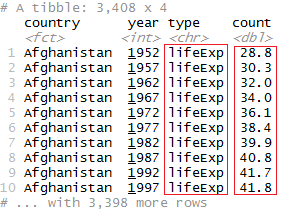 # A tibble: 3,408 x 4
country year type count
<fct> <int> <chr> <dbl>
1 Afghanistan 1952 lifeExp 28.8
2 Afghanistan 1957 lifeExp 30.3
3 Afghanistan 1962 lifeExp 32.0
4 Afghanistan 1967 lifeExp 34.0
5 Afghanistan 1972 lifeExp 36.1
6 Afghanistan 1977 lifeExp 38.4
7 Afghanistan 1982 lifeExp 39.9
8 Afghanistan 1987 lifeExp 40.8
9 Afghanistan 1992 lifeExp 41.7
10 Afghanistan 1997 lifeExp 41.8
# ... with 3,398 more rows